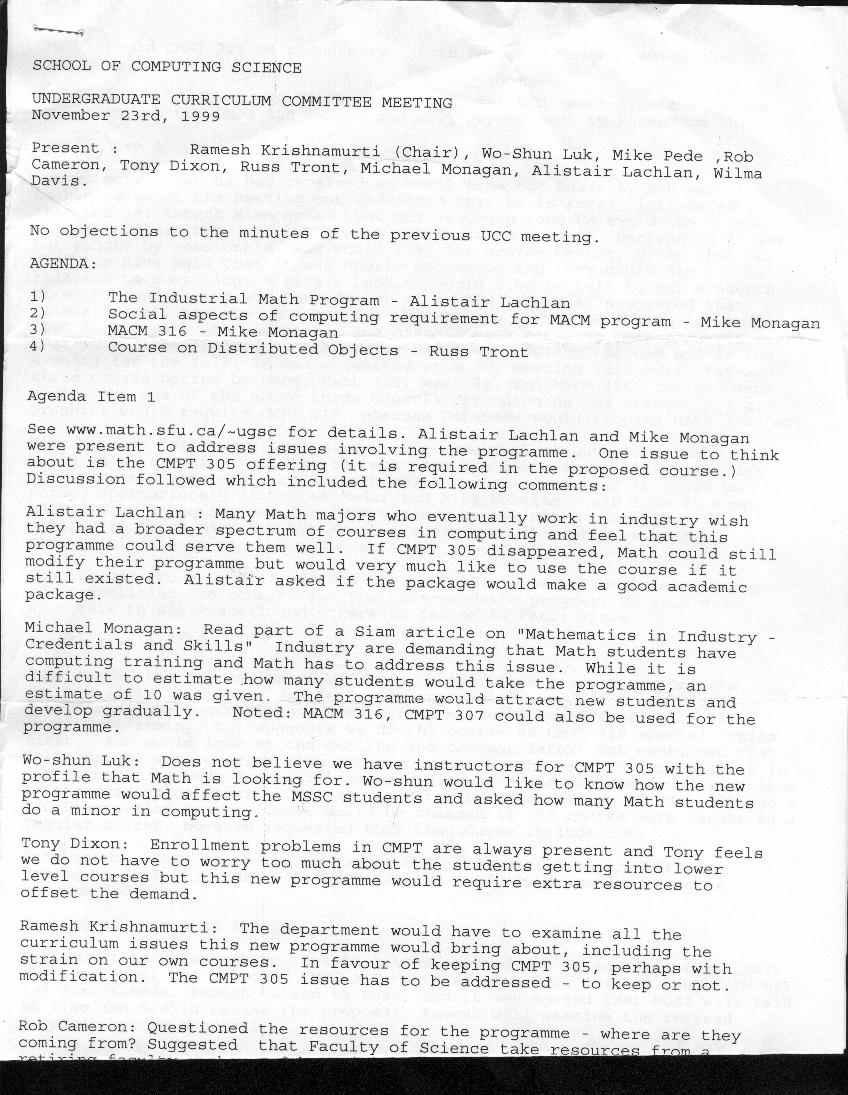 SCHOOL OF COMPUTING SCIENCE
UNDERGRADUATE CURRICULUM COMMITTEE MEETING
November 23rd, 1999
Present : Ramesh Krishnamurti (Chair), Wo-Shun Luk, Mike Pede ,Rob
Cameron, Tony Dixon, Russ Tront, Michael Monagan, Alistair Lachlan, Wilma
Davis.
No objections to the minutes of the previous UCC meeting.
AGENDA:
1) The Industrial Math Program - Alistair Lachlan
2) Social aspects of computing requirement for MACM program - Mike Monagan
3) MACM 316 - Mike Monagan
4) Course on Distributed Objects - Russ Tront
Agenda Item 1
See www.math.sfu.ca/~ugsc for details. Alistair Lachlan and Mike Monagan
were present to address issues involving the programme. One issue to think
about is the CMPT 305 offering (it is required in the proposed course.)
Discussion followed which included the following comments:
Alistair Lachlan : Many Math majors who eventually work in industry wish
they had a broader spectrum of courses in computing and feel that this
programme could serve them well. If CMPT 305 disappeared, Math could still
modify their programme but would very much like to use the course if it
still existed. Alistair asked if the package would make a good academic
package.
Michael Monagan: Read part of a Siam article on "Mathematics in Industry -
Credentials and Skills" Industry are demanding that Math students have
computing training and Math has to address this issue. While it is
difficult to estimate how many students would take the programme, an
estimate of 10 was given. The programme would attract new students and
develop gradually. Noted: MACM 316, CMPT 307 could also be used for the
programme.
Wo-shun Luk: Does not believe we have instructors for CMPT 305 with the
profile that Math is looking for. Wo-shun would like to know how the new
programme would affect the MSSC students and asked how many Math students
do a minor in computing.
Tony Dixon: Enrollment problems in CMPT are always present and Tony feels
we do not have to worry too much about the students getting into lower
level courses but this new programme would require extra resources to
offset the demand.
Ramesh Krishnamurti: The department would have to examine all the
curriculum issues this new programme would bring about, including the
strain on our own courses. In favour of keeping CMPT 305, perhaps with
modification. The CMPT 305 issue has to be addressed - to keep or not.
Rob Cameron: Questioned the resources for the programme - where are they
coming from? Suggested that Faculty of Science take resources from a